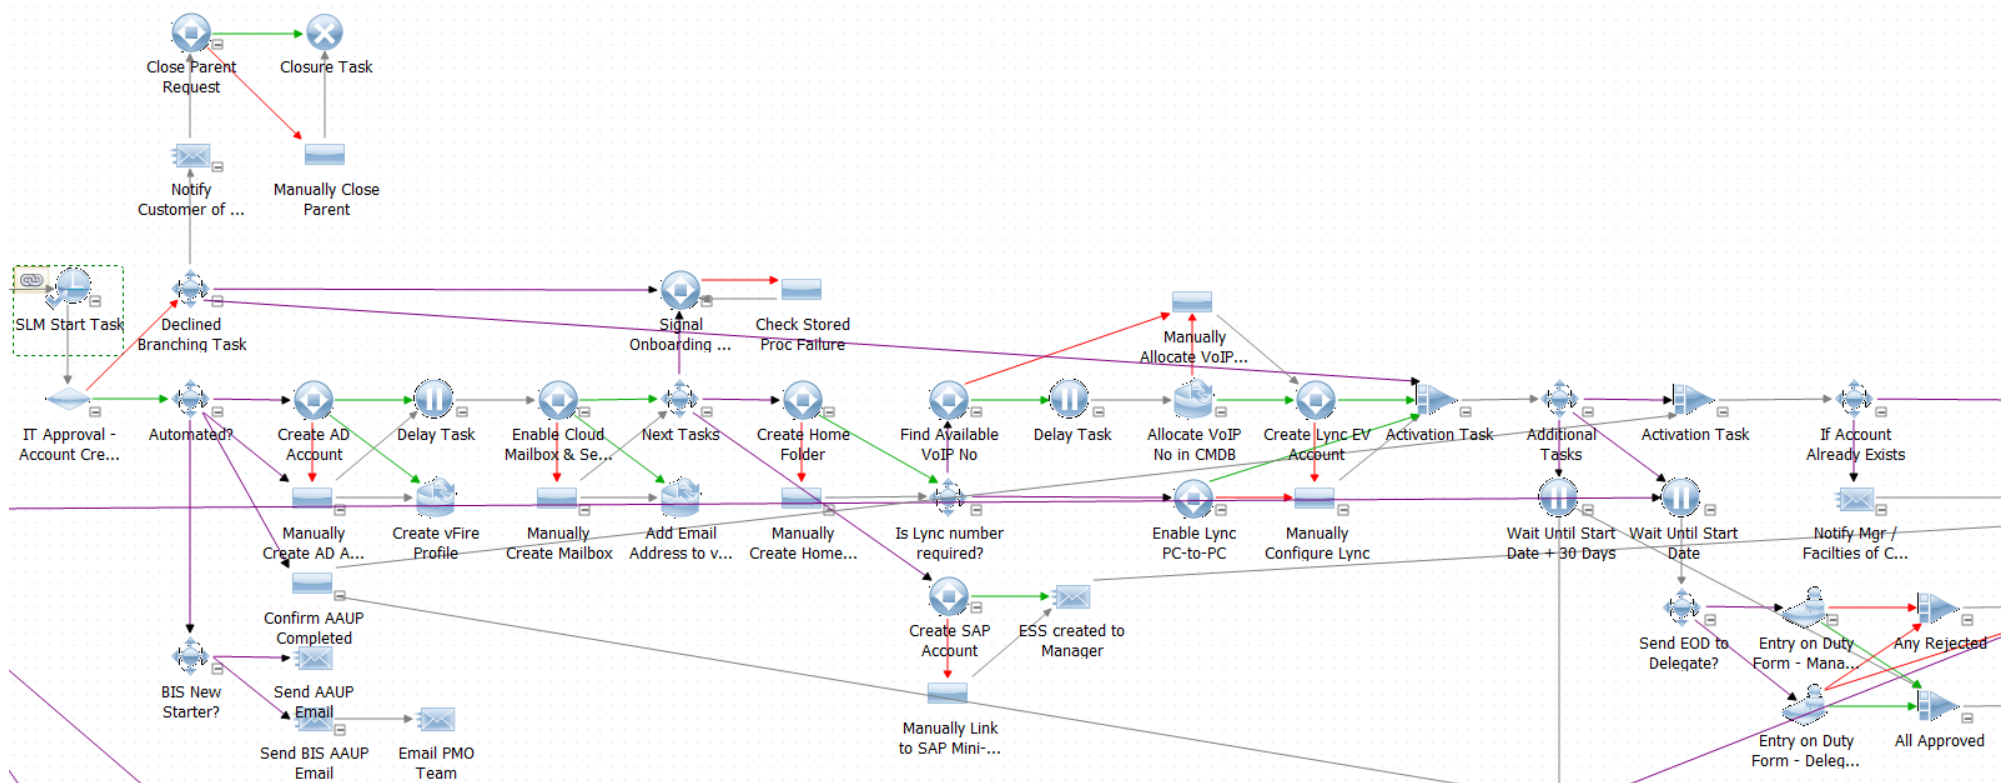 Close Parent
Request
Closure Task
Notify
Customer of ...
Manually Close
Parent
SLM Start Task
Declined
Branching Task
Signal
Onboarding ...
Check Stored
Proc Failure
Manually
Allocate VoIP...
IT Approval -
Account Cre...
Automated?
Create AD
Account
Delay Task
Enable Cloud
Mailbox & Se...
Next Tasks
Create Home
Folder
Find Available
VoIP No
Delay Task
Allocate VoIP
No in CMDB
Create Lync EV
Account
Activation Task
Additional
Tasks
Activation Task
If Account
Already Exists
Manually
Create AD A...
Create vFire
Profile
Manually
Create Mailbox
Add Email
Address to v...
Manually
Create Home...
Is Lync number
required?
Enable Lync
PC-to-PC
Manually
Configure Lync
Wait Until Start
Date + 30 Days
Wait Until Start
Date
Notify Mgr /
Facilties of C...
Confirm AAUP
Completed
Create SAP
Account
ESS created to
Manager
Send EOD to
Delegate?
Entry on Duty
Form - Mana...
Any Rejected
BIS New
Starter?
Send AAUP
Email
Send BIS AAUP
Email
Email PMO
Team
Manually Link
to SAP Mini-...
Entry on Duty
Form - Deleg...
All Approved